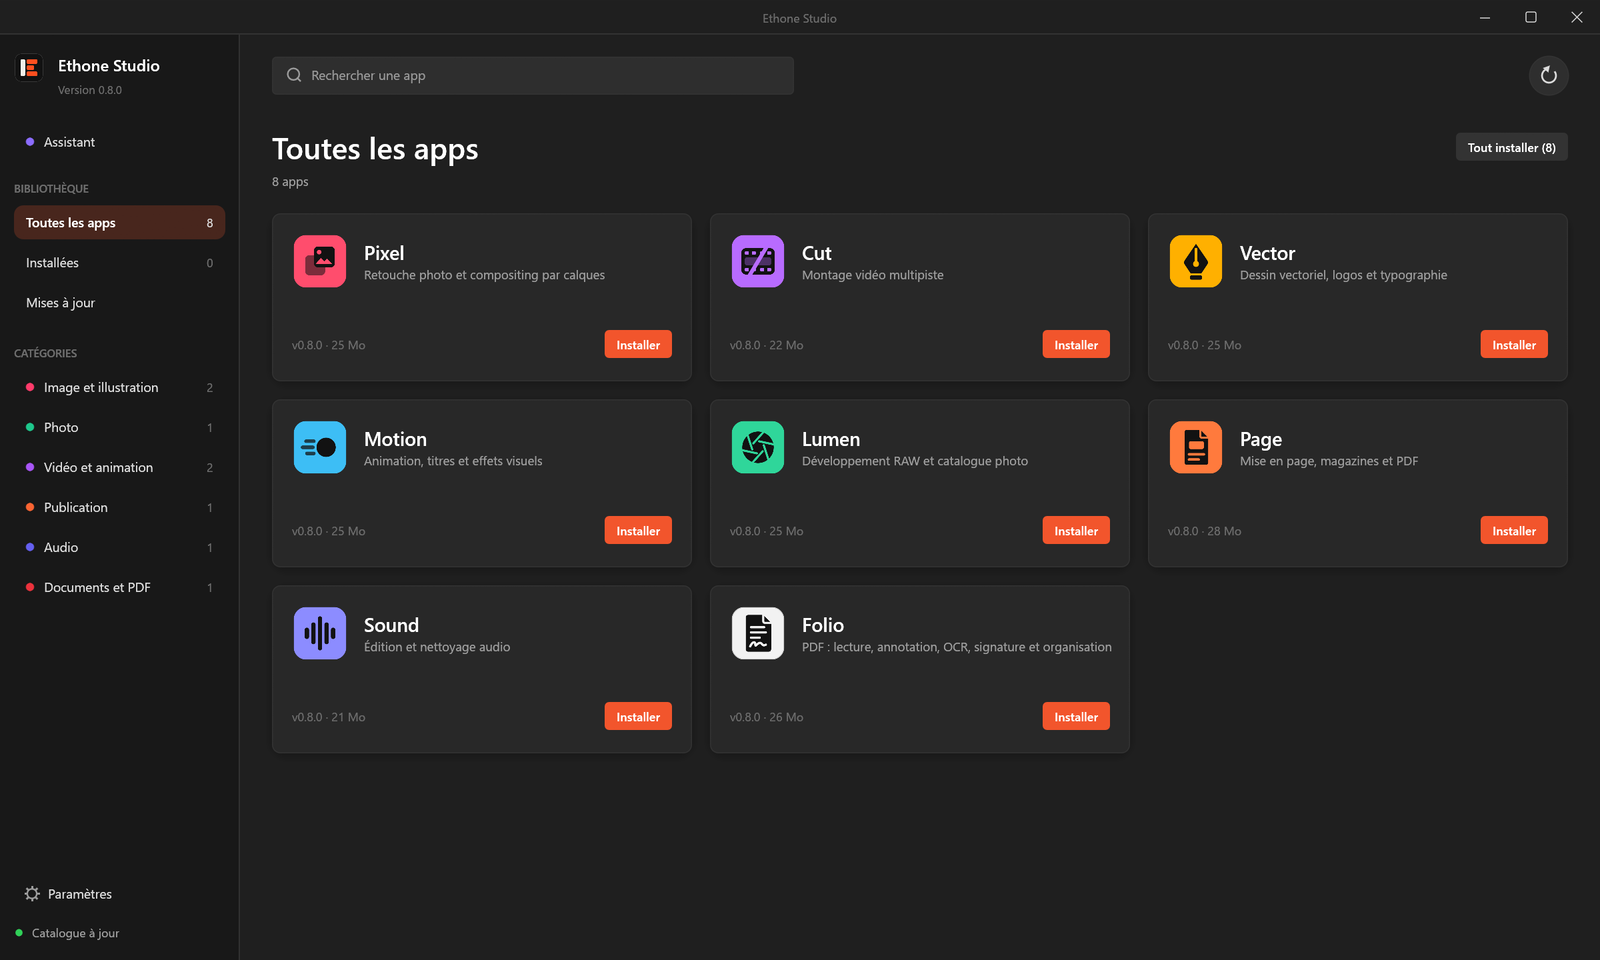 Ethone Studio
Ethone Studio
Version 0.8.0
Assistant
BIBLIOTHÈQUE
Toutes les apps 8
Installées 0
Mises à jour
CATÉGORIES
Image et illustration 2
Photo 1
Vidéo et animation 2
Publication 1
Audio 1
Documents et PDF 1
Paramètres
Catalogue à jour
Rechercher une app
Toutes les apps
Tout installer (8)
8 apps
Pixel
Retouche photo et compositing par calques
v0.8.0 · 25 Mo
Installer
Cut
Montage vidéo multipiste
v0.8.0 · 22 Mo
Installer
Vector
Dessin vectoriel, logos et typographie
v0.8.0 · 25 Mo
Installer
Motion
Animation, titres et effets visuels
v0.8.0 · 25 Mo
Installer
Lumen
Développement RAW et catalogue photo
v0.8.0 · 25 Mo
Installer
Page
Mise en page, magazines et PDF
v0.8.0 · 28 Mo
Installer
Sound
Édition et nettoyage audio
v0.8.0 · 21 Mo
Installer
Folio
PDF : lecture, annotation, OCR, signature et organisation
v0.8.0 · 26 Mo
Installer